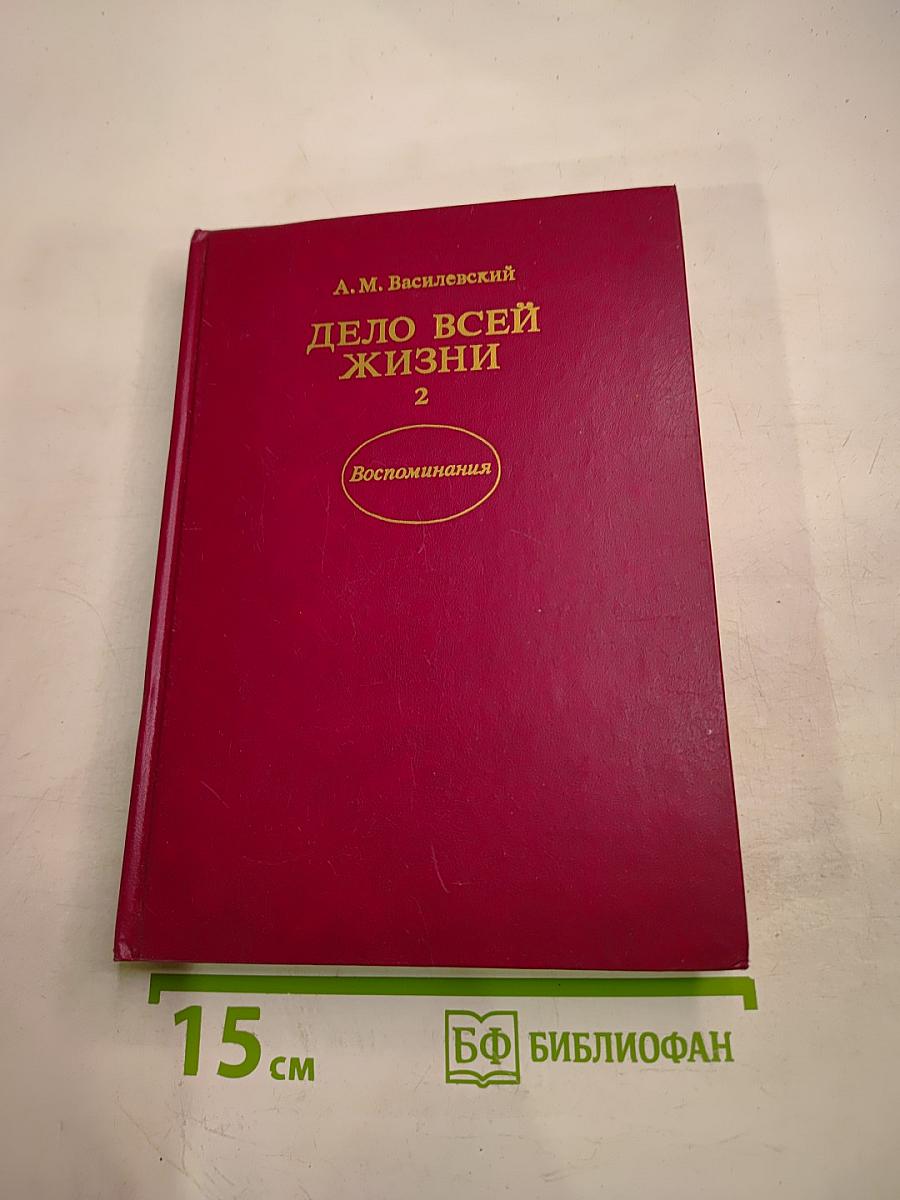 А. М. Василевский
ДЕЛО ВСЕЙ
ЖИЗНИ
2
Воспоминания
15 см
БФ БИБЛИОФАН